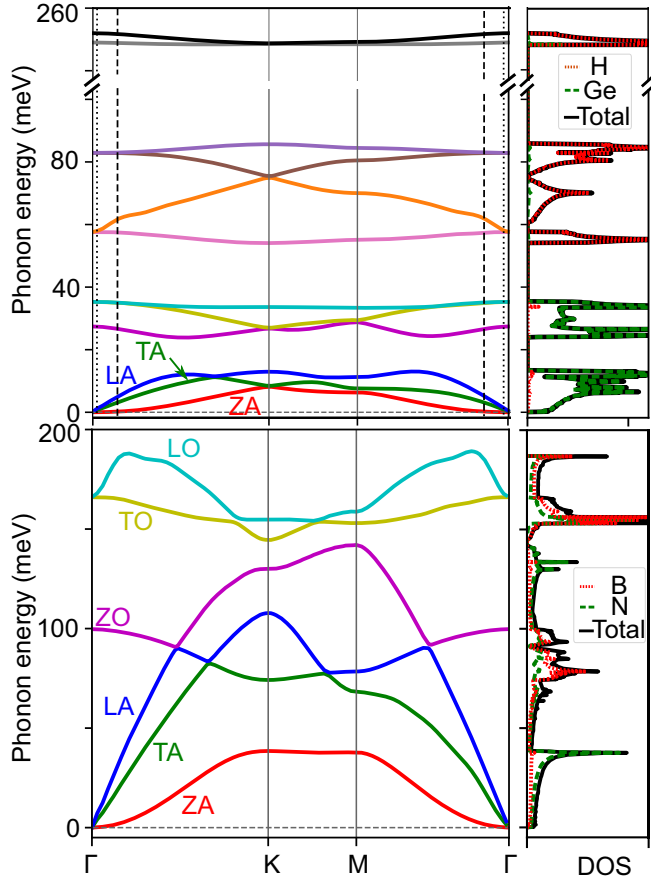 260
Phonon energy (meV)
80
40
0
TA
LA
ZA
H
Ge
Total
200
Phonon energy (meV)
100
0
LO
TO
ZO
LA
TA
ZA
B
N
Total
Γ
K
M
Γ
DOS